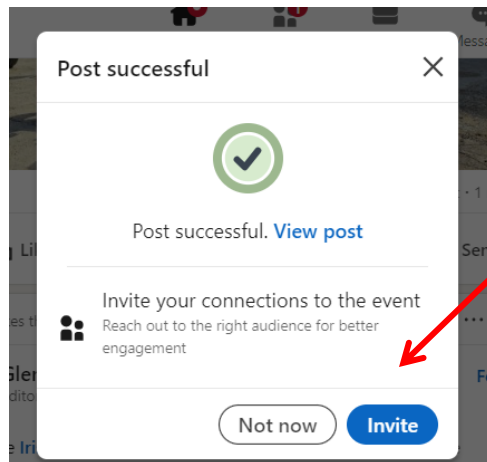 Post successful
Post successful. View post
Invite your connections to the event
Reach out to the right audience for better
engagement
Not now
Invite